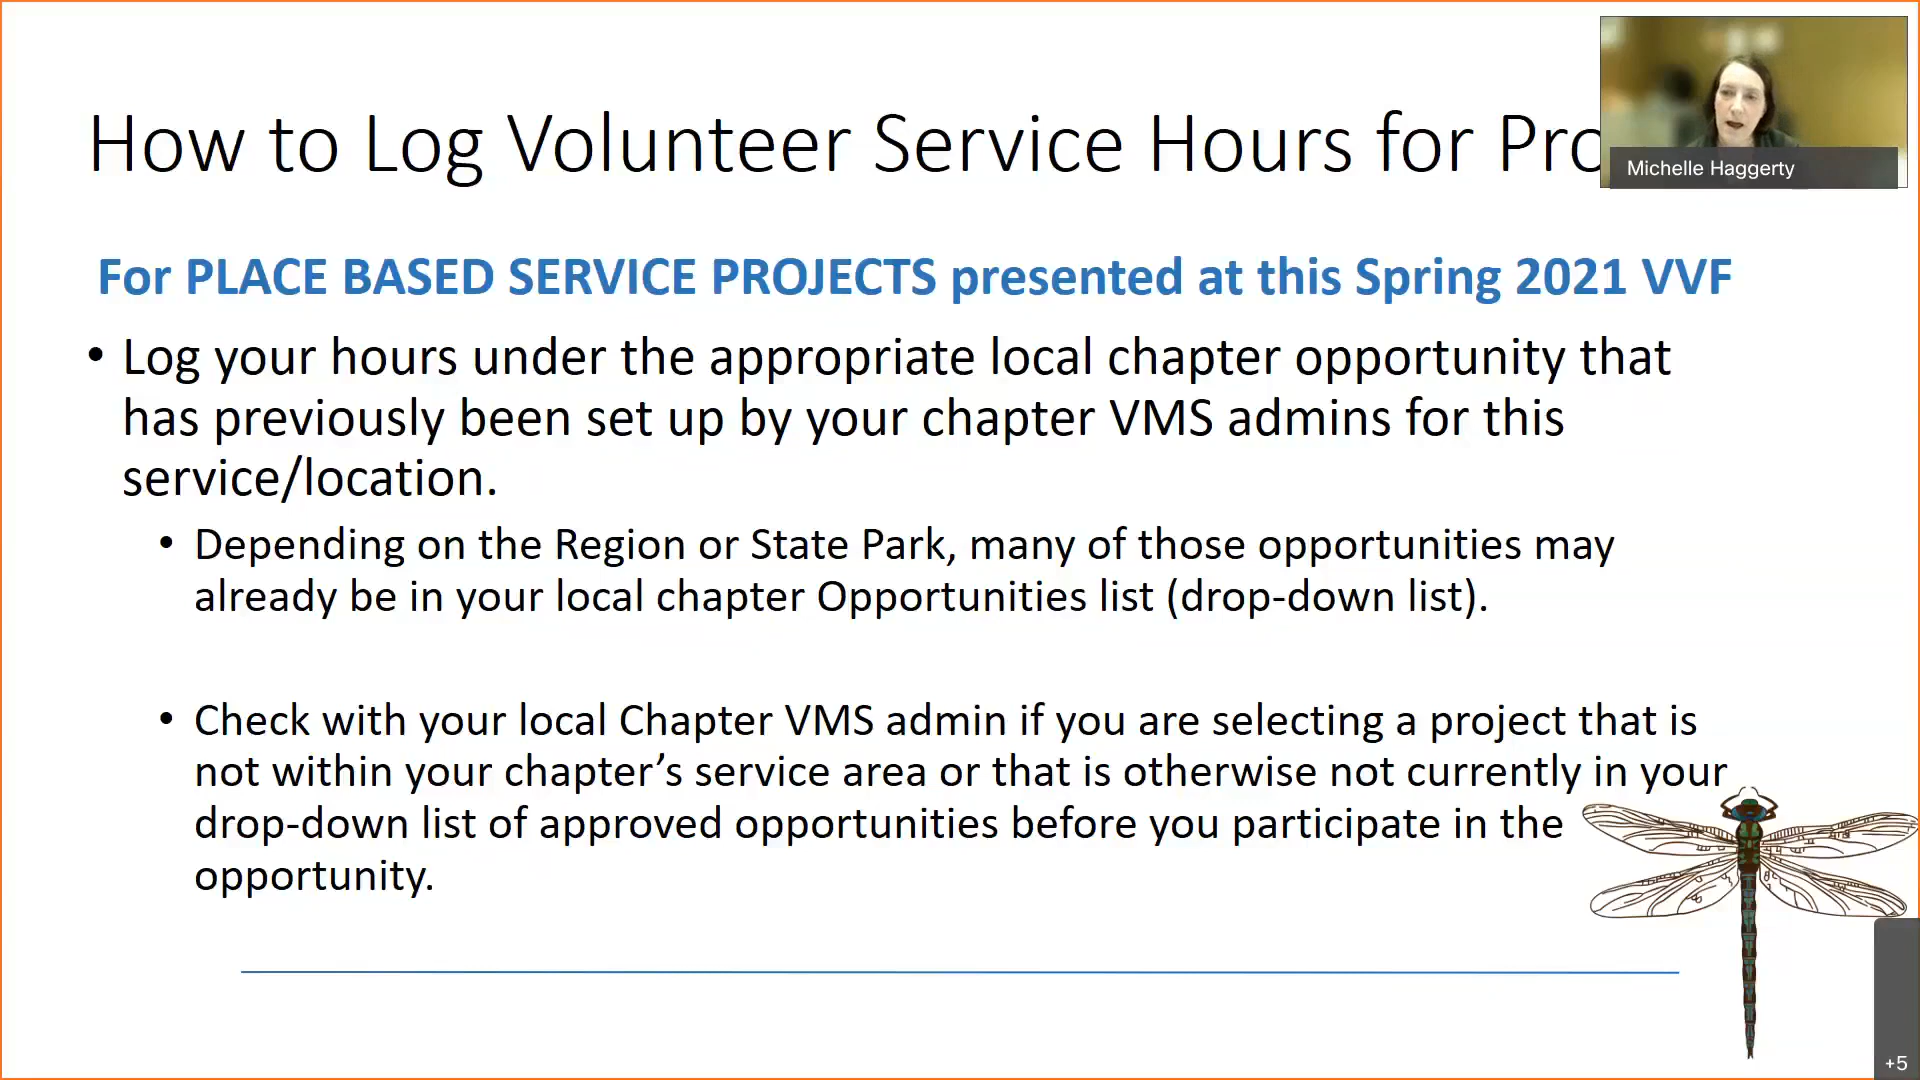 How to Log Volunteer Service Hours for
Michelle Haggerty
For PLACE BASED SERVICE PROJECTS presented at this Spring 2021 VVF
• Log your hours under the appropriate local chapter opportunity that
has previously been set up by your chapter VMS admins for this
service/location.
• Depending on the Region or State Park, many of those opportunities may
already be in your local chapter Opportunities list (drop-down list).
• Check with your local Chapter VMS admin if you are selecting a project that is
not within your chapter’s service area or that is otherwise not currently in your
drop-down list of approved opportunities before you participate in the
opportunity.
+5